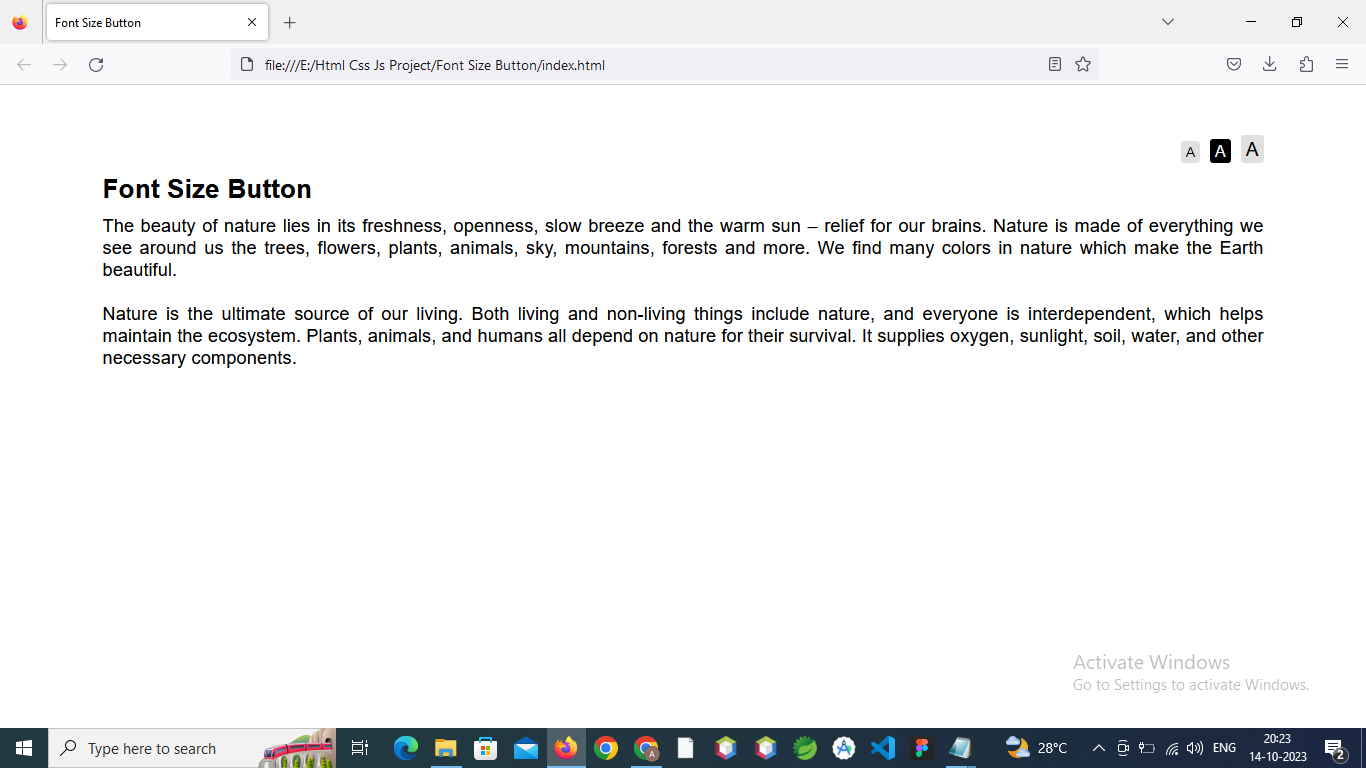 Font Size Button
file:///E:/Html Css Js Project/Font Size Button/index.html
A A A
Font Size Button
The beauty of nature lies in its freshness, openness, slow breeze and the warm sun – relief for our brains. Nature is made of everything we
see around us the trees, flowers, plants, animals, sky, mountains, forests and more. We find many colors in nature which make the Earth
beautiful.
Nature is the ultimate source of our living. Both living and non-living things include nature, and everyone is interdependent, which helps
maintain the ecosystem. Plants, animals, and humans all depend on nature for their survival. It supplies oxygen, sunlight, soil, water, and other
necessary components.
Activate Windows
Go to Settings to activate Windows.
Type here to search
A
28°C
ENG
20:23
14-10-2023
2